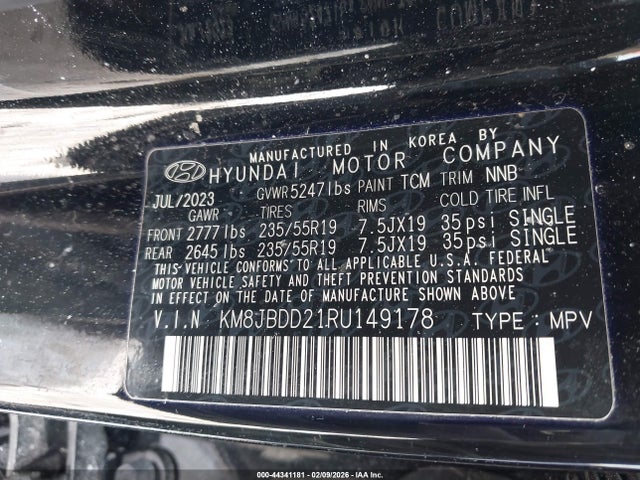 MANUFACTURED IN KOREA BY
HYUNDAI MOTOR COMPANY
JUL/2023 GVWR 5247lbs PAINT TCM TRIM NNB
GAWR TIRES RIMS COLD TIRE INFL
FRONT 2777lbs 235/55R19 7.5JX19 35psi SINGLE
REAR 2645lbs 235/55R19 7.5JX19 35psi SINGLE
THIS VEHICLE CONFORMS TO ALL APPLICABLE U.S.A. FEDERAL
MOTOR VEHICLE SAFETY AND THEFT PREVENTION STANDARDS
IN EFFECT ON THE DATE OF MANUFACTURE SHOWN ABOVE
V.I.N KM8JBDD21RU149178 TYPE : MPV
000-44341181 - 02/09/2026 - IAA Inc.